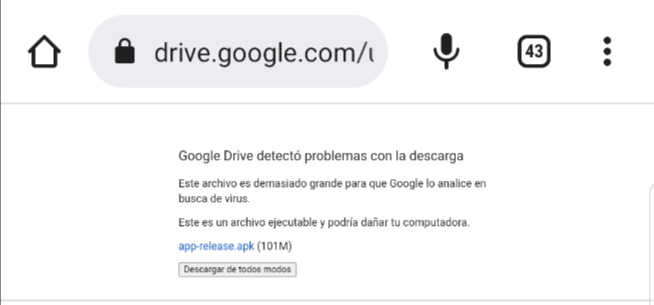 drive.google.com/u
43
Google Drive detectó problemas con la descarga
Este archivo es demasiado grande para que Google lo analice en
busca de virus.
Este es un archivo ejecutable y podría dañar tu computadora.
app-release.apk (101M)
Descargar de todos modos